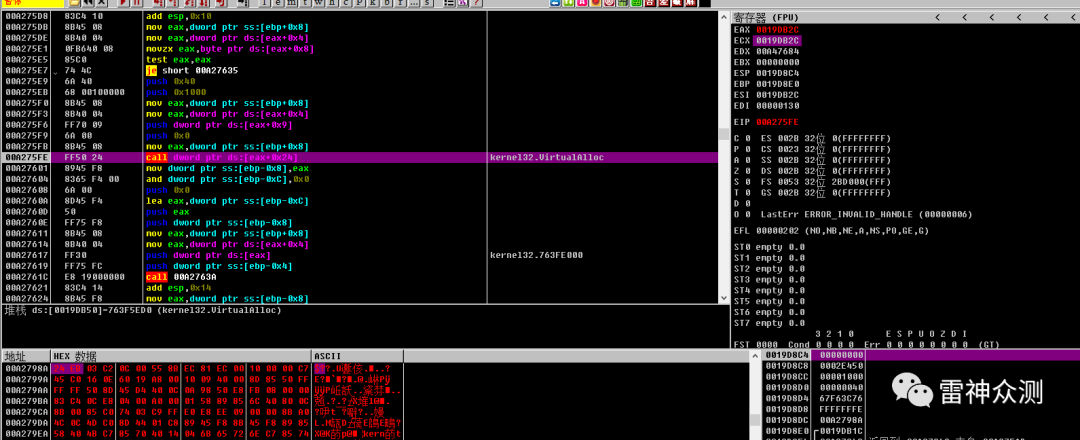 暂停
l e m t w h c p k b r ... s
00A275D8 83C4 10 add esp,0x10
00A275DB 8B45 08 mov eax,dword ptr ss:[ebp+0x8]
00A275DE 8B40 04 mov eax,dword ptr ds:[eax+0x4]
00A275E1 0FB640 08 movzx eax,byte ptr ds:[eax+0x8]
00A275E5 85C0 test eax,eax
00A275E7 74 4C je short 00A27635
00A275E9 6A 40 push 0x40
00A275EB 68 00100000 push 0x1000
00A275F0 8B45 08 mov eax,dword ptr ss:[ebp+0x8]
00A275F3 8B40 04 mov eax,dword ptr ds:[eax+0x4]
00A275F6 FF70 09 push dword ptr ds:[eax+0x9]
00A275F9 6A 00 push 0x0
00A275FB 8B45 08 mov eax,dword ptr ss:[ebp+0x8]
00A275FE FF50 24 call dword ptr ds:[eax+0x24] kernel32.VirtualAlloc
00A27601 8945 F8 mov dword ptr ss:[ebp-0x8],eax
00A27604 8365 F4 00 and dword ptr ss:[ebp-0xC],0x0
00A27608 6A 00 push 0x0
00A2760A 8D45 F4 lea eax,dword ptr ss:[ebp-0xC]
00A2760D 50 push eax
00A2760E FF75 F8 push dword ptr ss:[ebp-0x8]
00A27611 8B45 08 mov eax,dword ptr ss:[ebp+0x8]
00A27614 8B40 04 mov eax,dword ptr ds:[eax+0x4]
00A27617 FF30 push dword ptr ds:[eax] kernel32.763FE000
00A27619 FF75 FC push dword ptr ss:[ebp-0x4]
00A2761C E8 19000000 call 00A2763A
00A27621 83C4 14 add esp,0x14
00A27624 8B45 F8 mov eax,dword ptr ss:[ebp-0x8]
堆栈 ds:[0019DB50]=763F5ED0 (kernel32.VirtualAlloc)
寄存器 (FPU) < < < < <
EAX 0019DB2C
ECX 0019DB2C
EDX 00A47684
EBX 00000000
ESP 0019D8C4
EBP 0019D8E0
ESI 0019DB2C
EDI 00000130
EIP 00A275FE
C 0 ES 002B 32位 0(FFFFFFFF)
P 0 CS 0023 32位 0(FFFFFFFF)
A 0 SS 002B 32位 0(FFFFFFFF)
Z 0 DS 002B 32位 0(FFFFFFFF)
S 0 FS 0053 32位 2BD000(FFF)
T 0 GS 002B 32位 0(FFFFFFFF)
D 0
O 0 LastErr ERROR_INVALID_HANDLE (00000006)
EFL 00000202 (NO,NB,NE,A,NS,PO,GE,G)
ST0 empty 0.0
ST1 empty 0.0
ST2 empty 0.0
ST3 empty 0.0
ST4 empty 0.0
ST5 empty 0.0
ST6 empty 0.0
ST7 empty 0.0
3 2 1 0 E S P U O Z D I
FST 0000 Cond 0 0 0 0 Err 0 0 0 0 0 0 0 0 (GT)
地址 HEX 数据 ASCII
00A2798A
00A2799A
00A279AA
00A279BA
00A279CA
00A279DA
00A279EA
0019D8C4 00000000
0019D8C8 0002E450
0019D8CC 00001000
0019D8D0 00000040
0019D8D4 67F63C76
0019D8D8 FFFFFFFE
0019D8DC 00A2798A
0019D8E0 0019DB1C
雷神众测